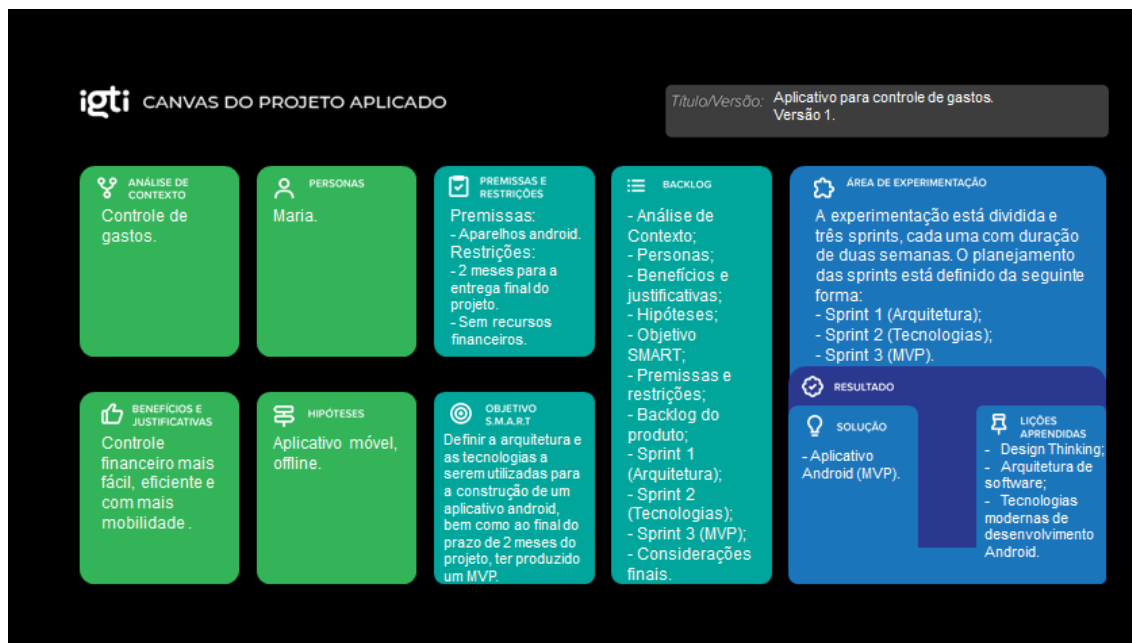 igti CANVAS DO PROJETO APLICADO
Título/Versão: Aplicativo para controle de gastos.
Versão 1.
ANÁLISE DE
CONTEXTO
Controle de
gastos.
PERSONAS
Maria.
PREMISSAS E
RESTRIÇÕES
Premissas:
- Aparelhos android.
Restrições:
- 2 meses para a
entrega final do
projeto.
- Sem recursos
financeiros.
BACKLOG
- Análise de
Contexto;
- Personas;
- Benefícios e
justificativas;
- Hipóteses;
- Objetivo
SMART;
- Premissas e
restrições;
- Backlog do
produto;
- Sprint 1
(Arquitetura);
- Sprint 2
(Tecnologias);
- Sprint 3 (MVP);
- Considerações
finais.
ÁREA DE EXPERIMENTAÇÃO
A experimentação está dividida e
três sprints, cada uma com duração
de duas semanas. O planejamento
das sprints está definido da seguinte
forma:
- Sprint 1 (Arquitetura);
- Sprint 2 (Tecnologias);
- Sprint 3 (MVP).
BENEFÍCIOS E
JUSTIFICATIVAS
Controle
financeiro mais
fácil, eficiente e
com mais
mobilidade .
HIPÓTESES
Aplicativo móvel,
offline.
OBJETIVO
S.M.A.R.T
Definir a arquitetura e
as tecnologias a
serem utilizadas para
a construção de um
aplicativo android,
bem como ao final do
prazo de 2 meses do
projeto, ter produzido
um MVP.
RESULTADO
SOLUÇÃO
- Aplicativo
Android (MVP).
LIÇÕES
APRENDIDAS
- Design Thinking;
- Arquitetura de
software;
- Tecnologias
modernas de
desenvolvimento
Android.